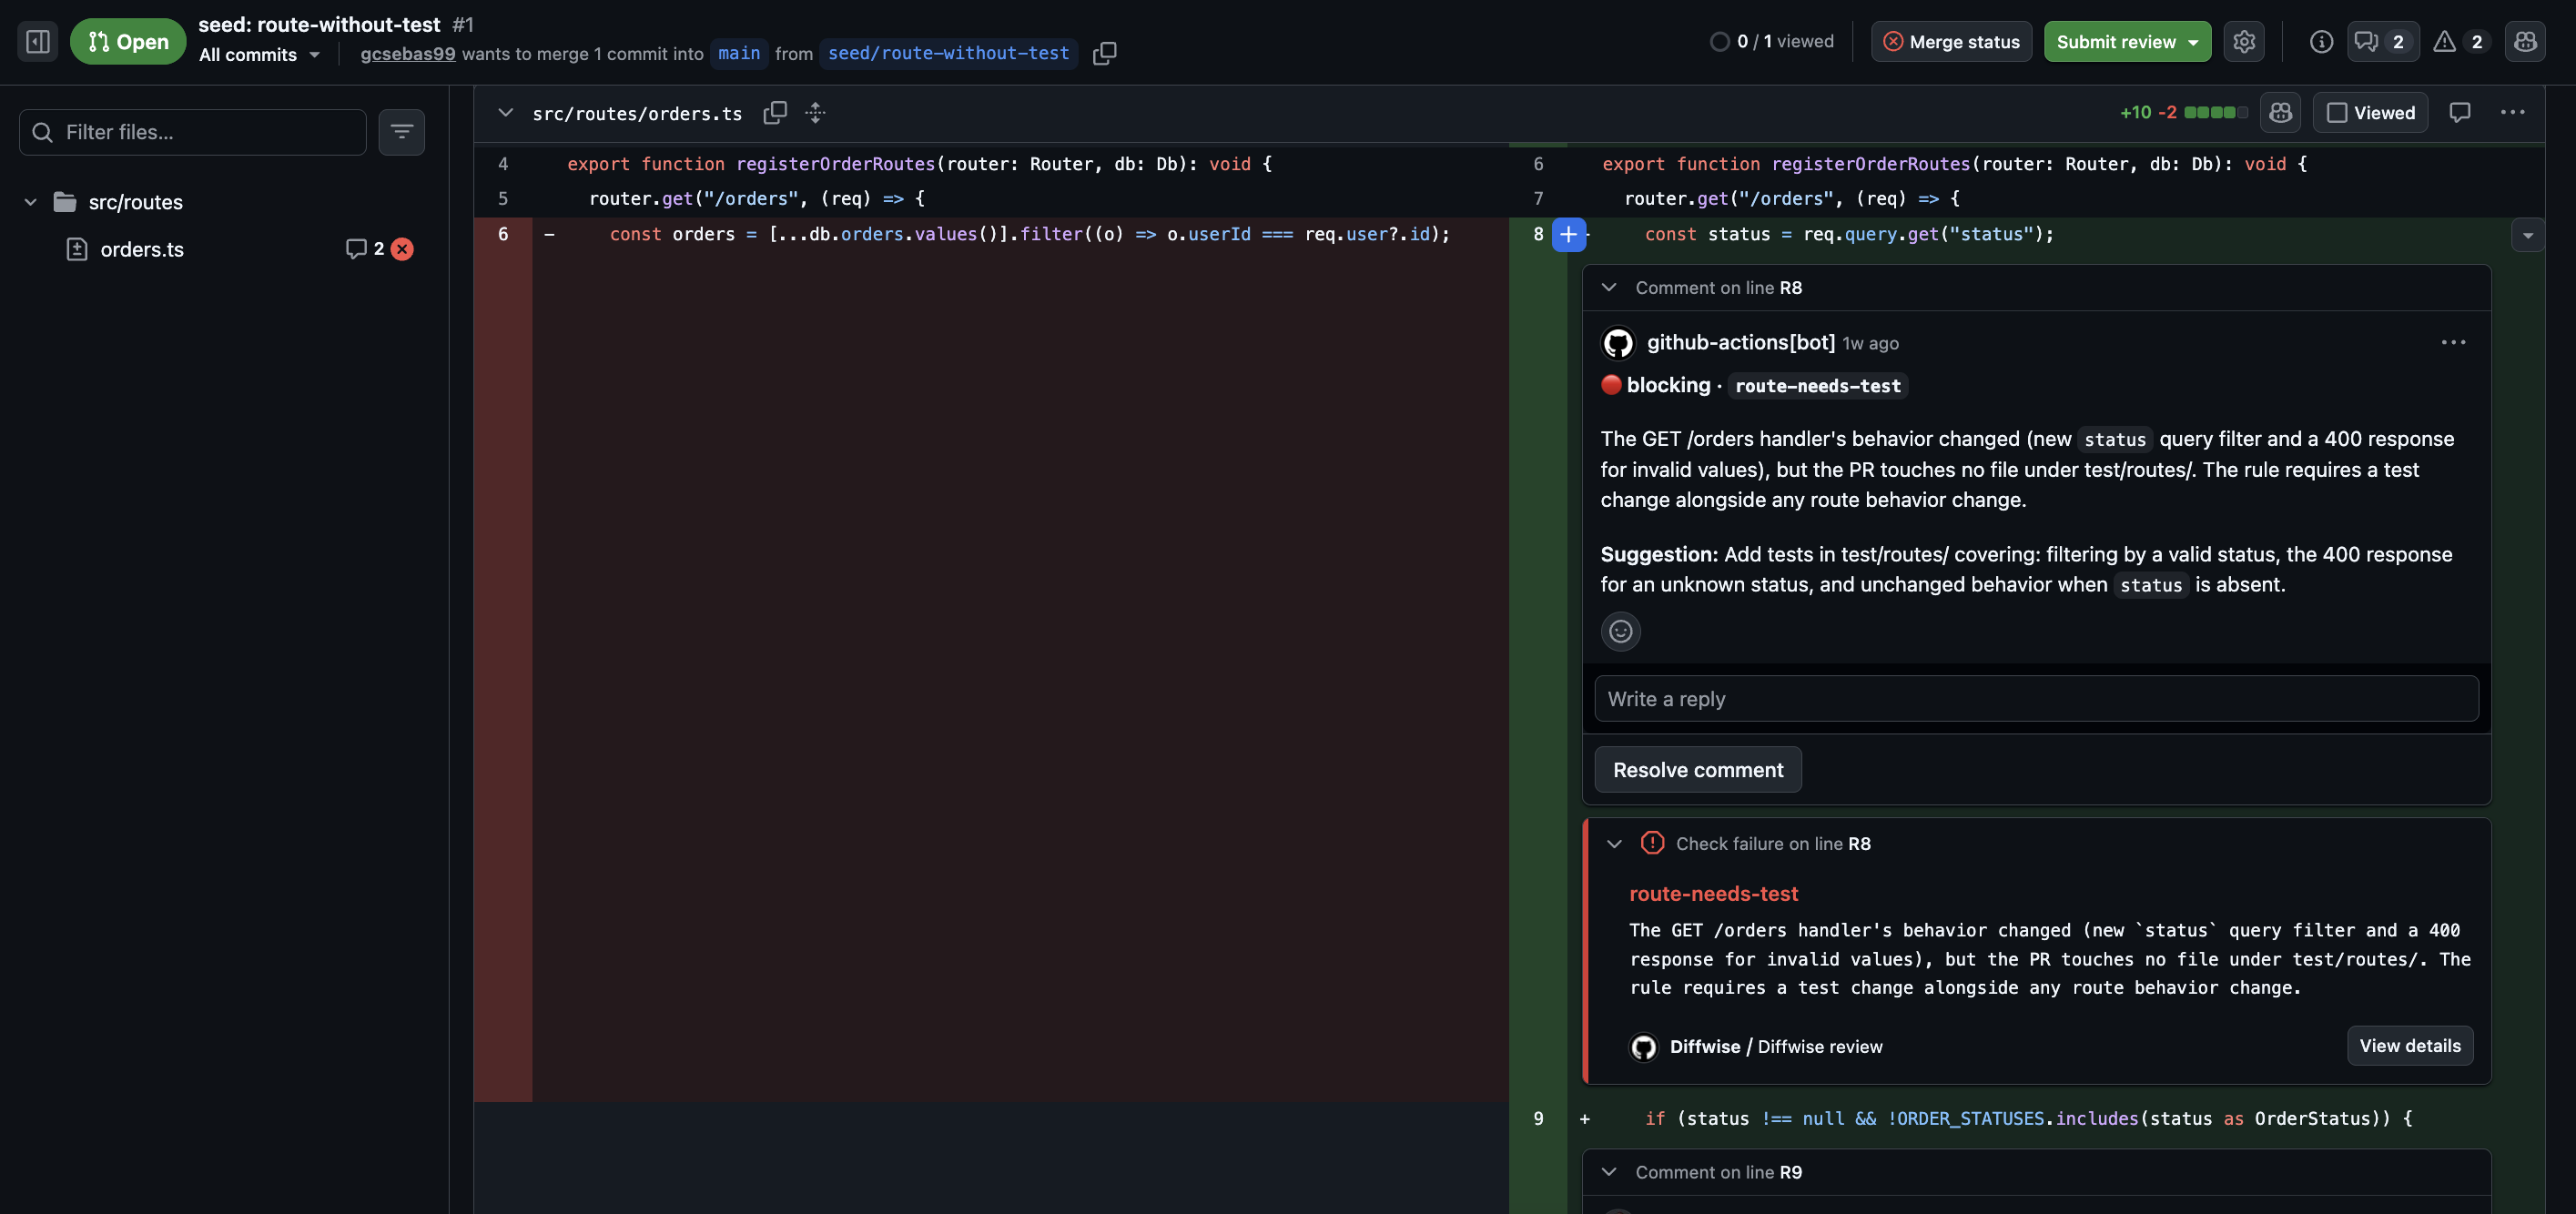 Open
seed: route-without-test #1
All commits
gcsebas99 wants to merge 1 commit into main from seed/route-without-test
0 / 1 viewed
Merge status
Submit review
2
2
Filter files...
src/routes
orders.ts
2
src/routes/orders.ts
+10 -2
Viewed
4 export function registerOrderRoutes(router: Router, db: Db): void {
5 router.get("/orders", (req) => {
6 - const orders = [...db.orders.values()].filter((o) => o.userId === req.user?.id);
6 export function registerOrderRoutes(router: Router, db: Db): void {
7 router.get("/orders", (req) => {
8 const status = req.query.get("status");
Comment on line R8
github-actions[bot] 1w ago
blocking · route-needs-test
The GET /orders handler's behavior changed (new status query filter and a 400 response
for invalid values), but the PR touches no file under test/routes/. The rule requires a test
change alongside any route behavior change.
Suggestion: Add tests in test/routes/ covering: filtering by a valid status, the 400 response
for an unknown status, and unchanged behavior when status is absent.
Write a reply
Resolve comment
Check failure on line R8
route-needs-test
The GET /orders handler's behavior changed (new `status` query filter and a 400
response for invalid values), but the PR touches no file under test/routes/. The
rule requires a test change alongside any route behavior change.
Diffwise / Diffwise review
View details
9 + if (status !== null && !ORDER_STATUSES.includes(status as OrderStatus)) {
Comment on line R9